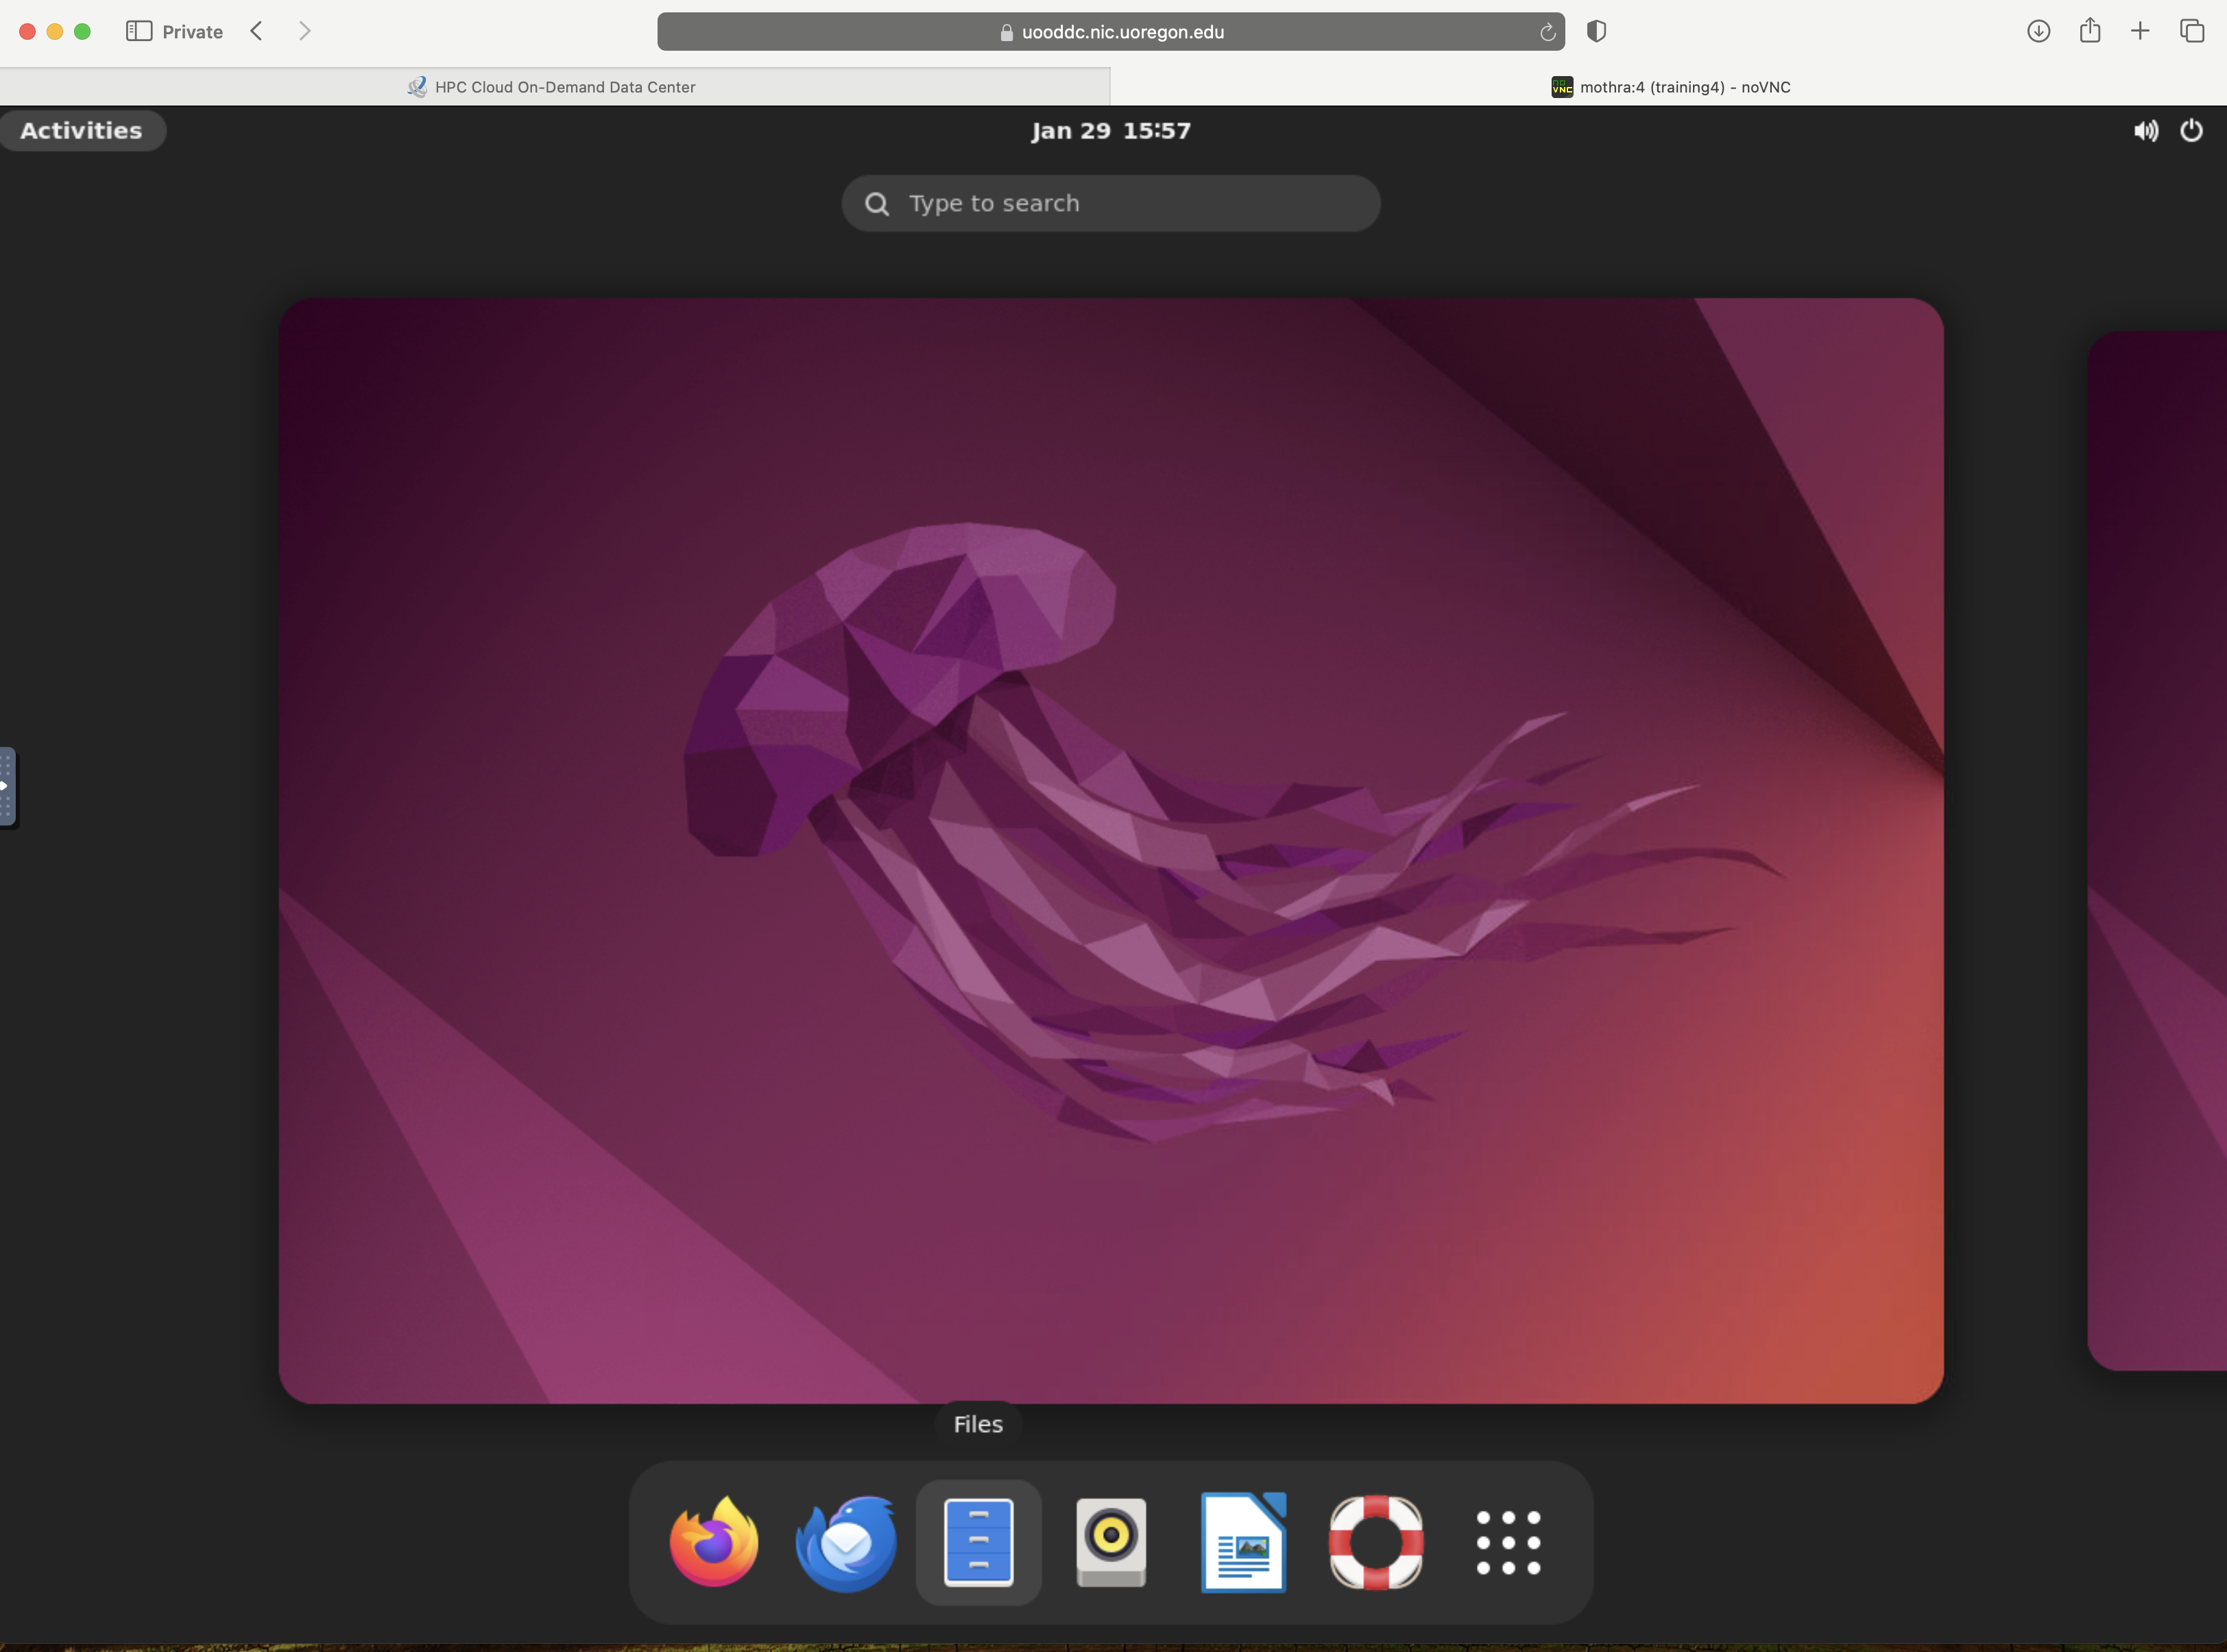 Private
uooddc.nic.uoregon.edu
HPC Cloud On-Demand Data Center
VNC mothra:4 (training4) - noVNC
Activities
Jan 29 15:57
Type to search
Files